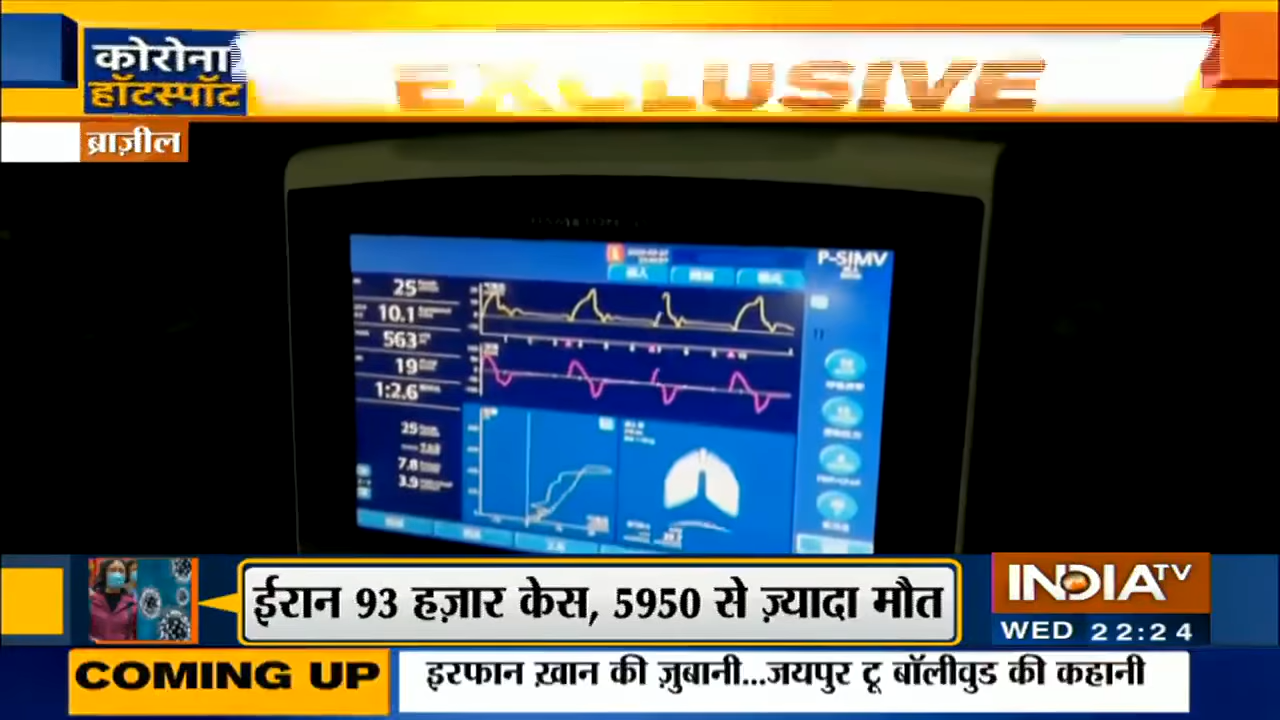 कोरोना
हॉटस्पॉट
EXCLUSIVE
ब्राज़ील
P-SIMV
25
10.1
563
19
1:2.6
25
7.8
3.9
ईरान 93 हज़ार केस, 5950 से ज़्यादा मौत
INDIA TV
WED 22:24
COMING UP
इरफान ख़ान की ज़ुबानी...जयपुर टू बॉलीवुड की कहानी